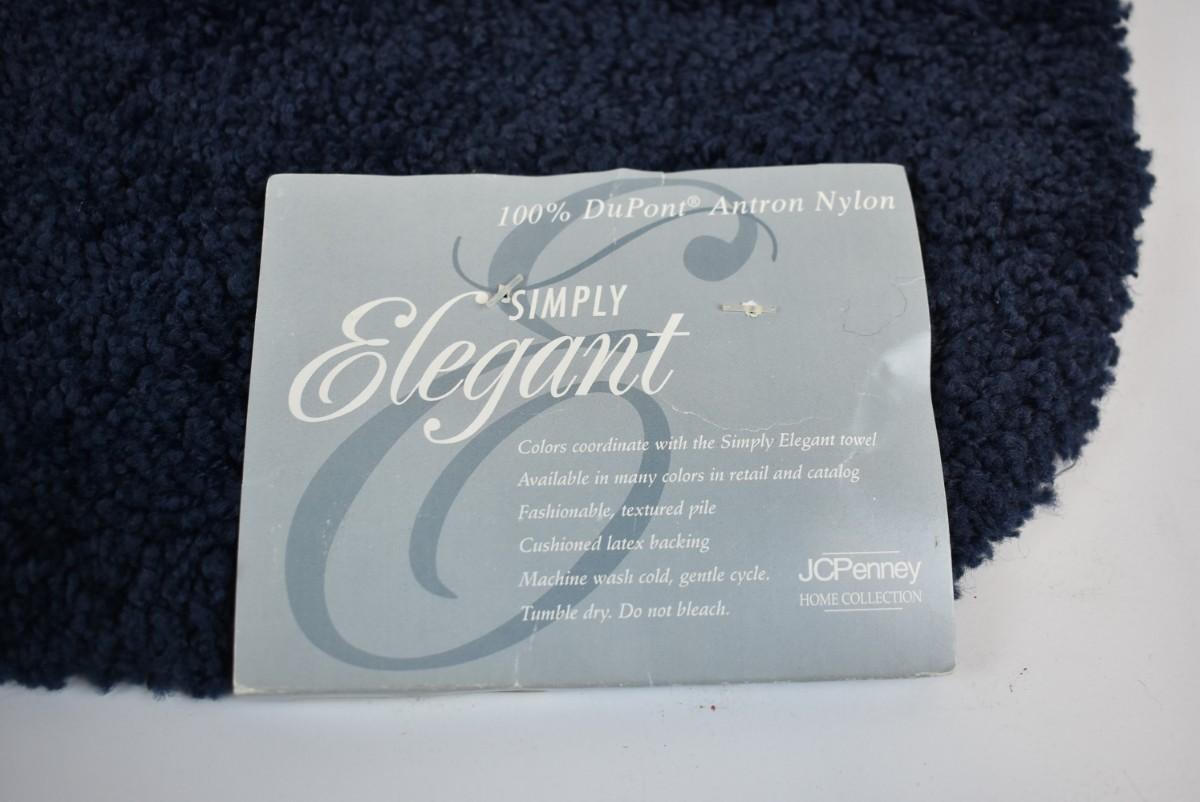 100% DuPont® Antron Nylon
SIMPLY
Elegant
Colors coordinate with the Simply Elegant towel
Available in many colors in retail and catalog
Fashionable, textured pile
Cushioned latex backing
Machine wash cold, gentle cycle.
Tumble dry. Do not bleach.
JCPenney
HOME COLLECTION